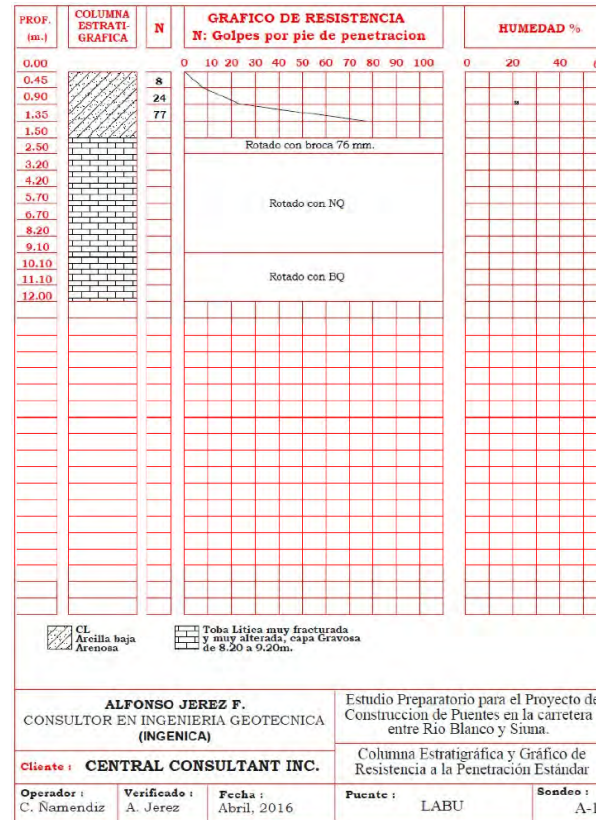 PROF.
(m.)
COLUMNA
ESTRATI-
GRAFICA
N
GRAFICO DE RESISTENCIA
N: Golpes por pie de penetracion
HUMEDAD %
0.00
0 10 20 30 40 50 60 70 80 90 100
0 20 40
0.45 8
0.90 24
1.35 77
1.50
2.50 Rotado con broca 76 mm.
3.20
4.20
5.70 Rotado con NQ
6.70
8.20
9.10
10.10
11.10 Rotado con BQ
12.00
CL
Arcilla baja
Arenosa
Toba Litica muy fracturada
y muy alterada, capa Gravosa
de 8.20 a 9.20m.
ALFONSO JEREZ F.
CONSULTOR EN INGENIERIA GEOTECNICA
(INGENICA)
Estudio Preparatorio para el Proyecto de
Construccion de Puentes en la carretera
entre Rio Blanco y Siuna.
Cliente : CENTRAL CONSULTANT INC.
Columna Estratigráfica y Gráfico de
Resistencia a la Penetración Estándar
Operador :
C. Ñamendiz
Verificado :
A. Jerez
Fecha :
Abril, 2016
Puente :
LABU
Sondeo :